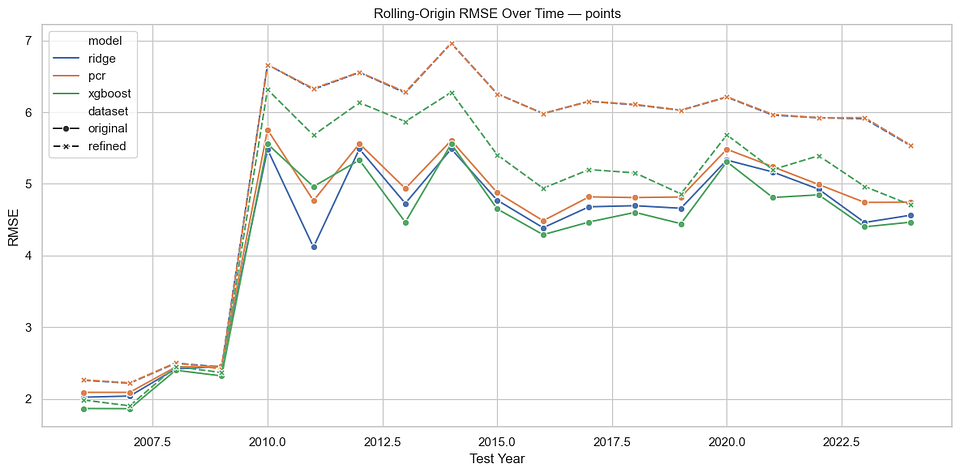 Rolling-Origin RMSE Over Time — points
7
6
5
4
3
2
RMSE
model
ridge
pcr
xgboost
dataset
original
refined
2007.5 2010.0 2012.5 2015.0 2017.5 2020.0 2022.5
Test Year